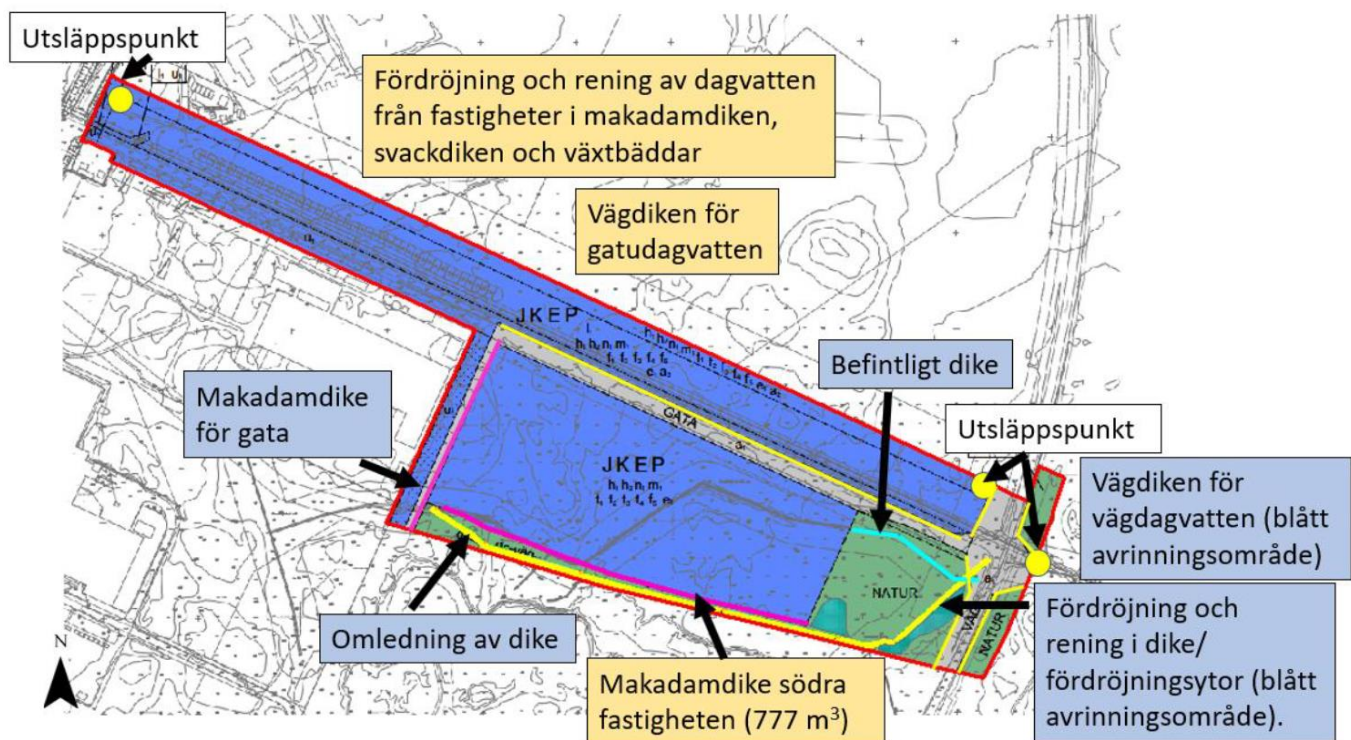 Utsläppspunkt
Fördröjning och rening av dagvatten
från fastigheter i makadamdiken,
svackdiken och växtbäddar
Vägdiken för
gatudagvatten
JKEP
Befintligt dike
Makadamdike
för gata
GATA
Utsläppspunkt
JKEP
Vägdiken för
vägdagvatten (blått
avrinningsområde)
NATUR
Omledning av dike
NATUR
Fördröjning och
rening i dike/
fördröjningsytor (blått
avrinningsområde).
Makadamdike södra
fastigheten (777 m³)
N